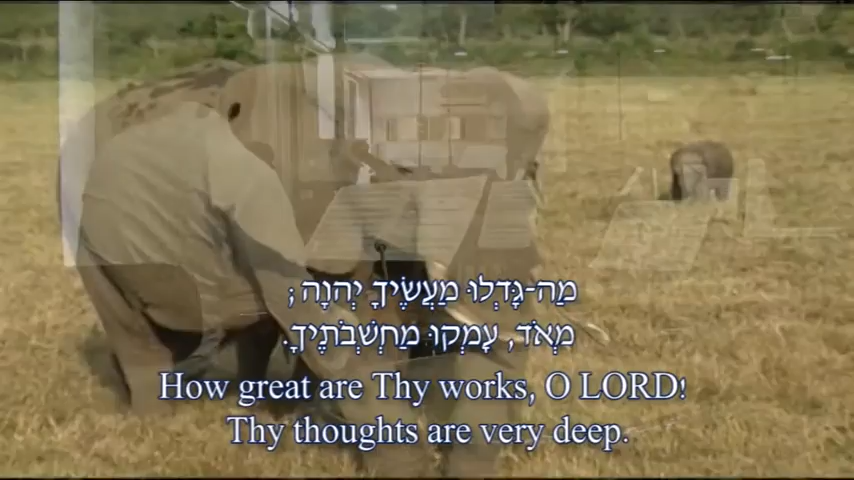 מַה-גָּדְלוּ מַעֲשֶׂיךָ יְהוָה;
מְאֹד, עָמְקוּ מַחְשְׁבֹתֶיךָ.
How great are Thy works, O LORD!
Thy thoughts are very deep.